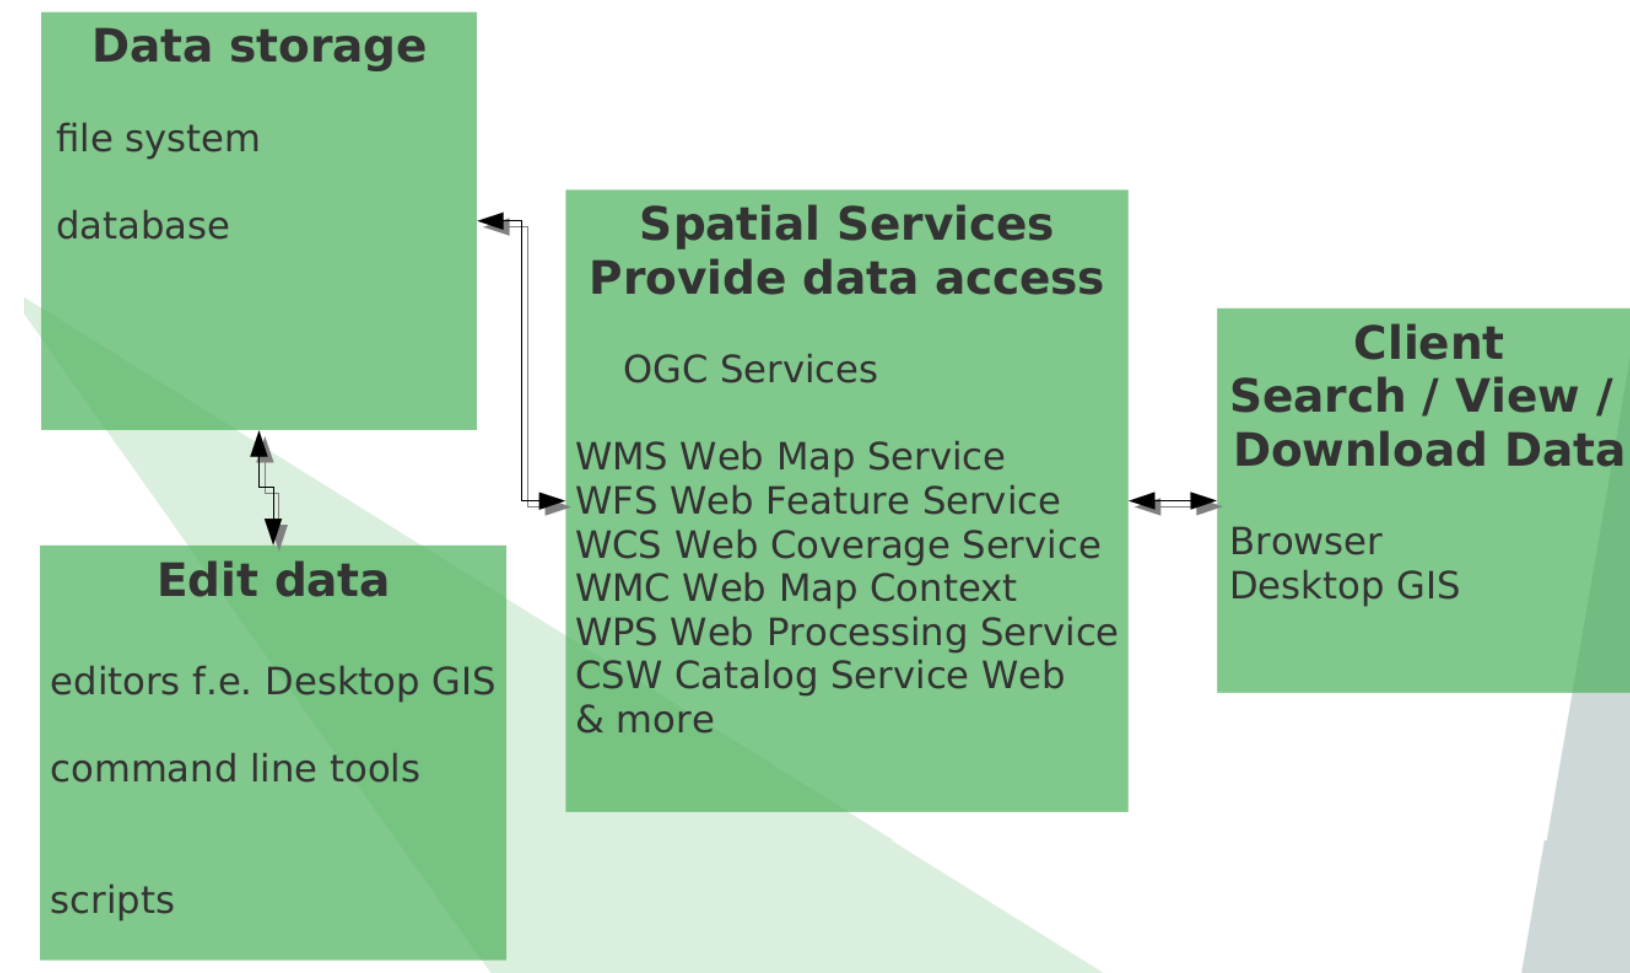 Data storage
file system
database
Edit data
editors f.e. Desktop GIS
command line tools
scripts
Spatial Services
Provide data access
OGC Services
WMS Web Map Service
WFS Web Feature Service
WCS Web Coverage Service
WMC Web Map Context
WPS Web Processing Service
CSW Catalog Service Web
& more
Client
Search / View /
Download Data
Browser
Desktop GIS